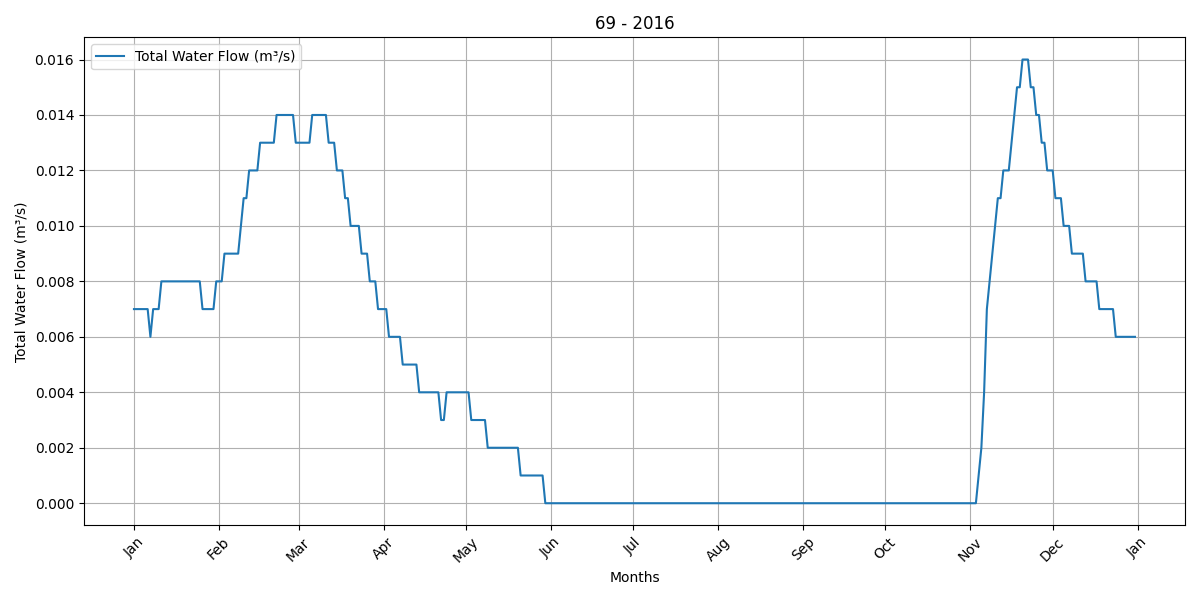 69 - 2016
Total Water Flow (m³/s)
Total Water Flow (m³/s)
0.016
0.014
0.012
0.010
0.008
0.006
0.004
0.002
0.000
Jan
Feb
Mar
Apr
May
Jun
Jul
Aug
Sep
Oct
Nov
Dec
Jan
Months